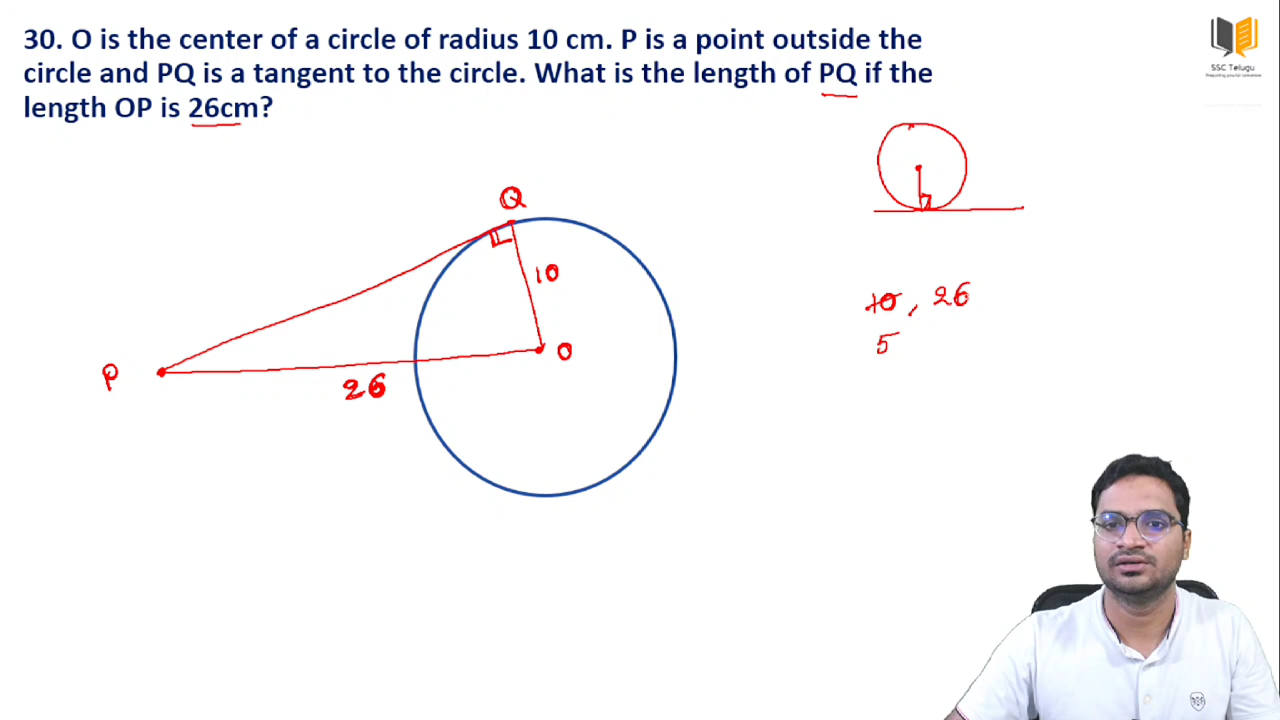 30. O is the center of a circle of radius 10 cm. P is a point outside the
circle and PQ is a tangent to the circle. What is the length of PQ if the
length OP is 26cm?
SSC Telugu
Q
10
O
P
26
10, 26
5